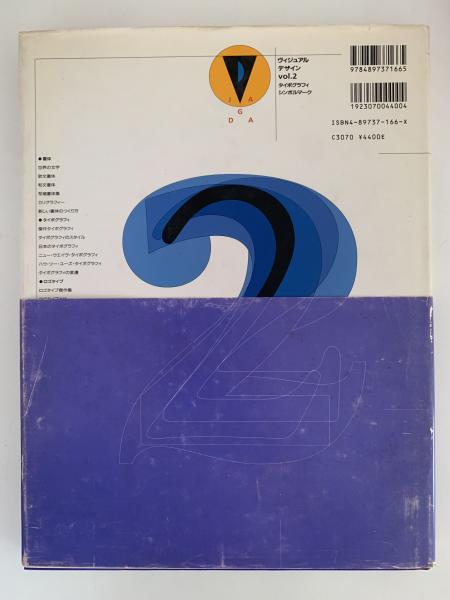 ヴィジュアル
デザイン
vol.2
タイポグラフィ
シンボルマーク
J A
G
D A
9784897371665
1923070044004
ISBN4-89737-166-X
C3070 ¥4400E
●書体
世界の文字
欧文書体
和文書体
写植書体集
カリグラフィー
新しい書体のつくり方
●タイポグラフィ
傑作タイポグラフィ
タイポグラフィのスタイル
日本のタイポグラフィ
ニュー・ウエイヴ・タイポグラフィ
ハウ・ツー・ユーズ・タイポグラフィ
タイポグラフィの変遷
●ロゴタイプ
ロゴタイプ傑作集